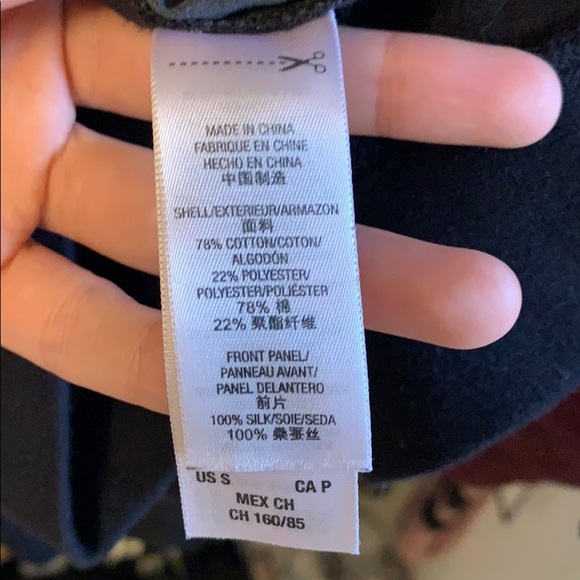 MADE IN CHINA
FABRIQUE EN CHINE
HECHO EN CHINA
中国制造
SHELL/EXTERIEUR/ARMAZON
面料
78% COTTON/COTON/
ALGODÓN
22% POLYESTER/
POLYESTER/POLIÉSTER
78% 棉
22% 聚酯纤维
FRONT PANEL/
PANNEAU AVANT/
PANEL DELANTERO
前片
100% SILK/SOIE/SEDA
100% 桑蚕丝
US S CA P
MEX CH
CH 160/85